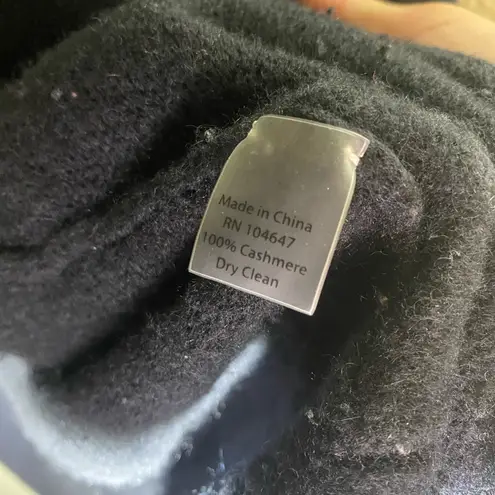 Made in China
RN 104647
100% Cashmere
Dry Clean